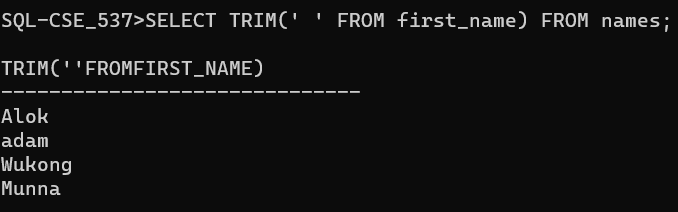 SQL-CSE_537>SELECT TRIM(' ' FROM first_name) FROM names;
TRIM(''FROMFIRST_NAME)
------------------------------
Alok
adam
Wukong
Munna